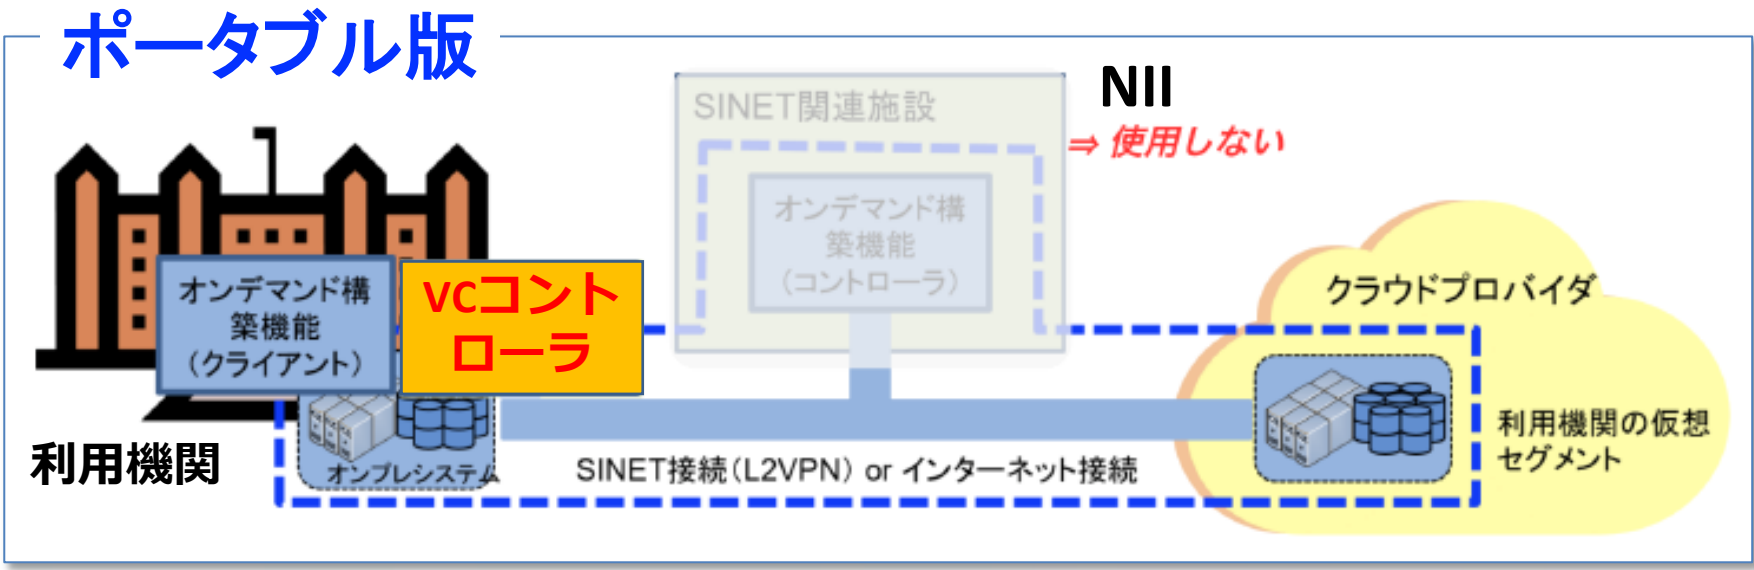 ポータブル版
SINET関連施設
NII
⇒ 使用しない
オンデマンド構
築機能
(コントローラ)
オンデマンド構
築機能
(クライアント)
VCコント
ローラ
クラウドプロバイダ
利用機関
オンプレシステム
SINET接続(L2VPN) or インターネット接続
利用機関の仮想
セグメント